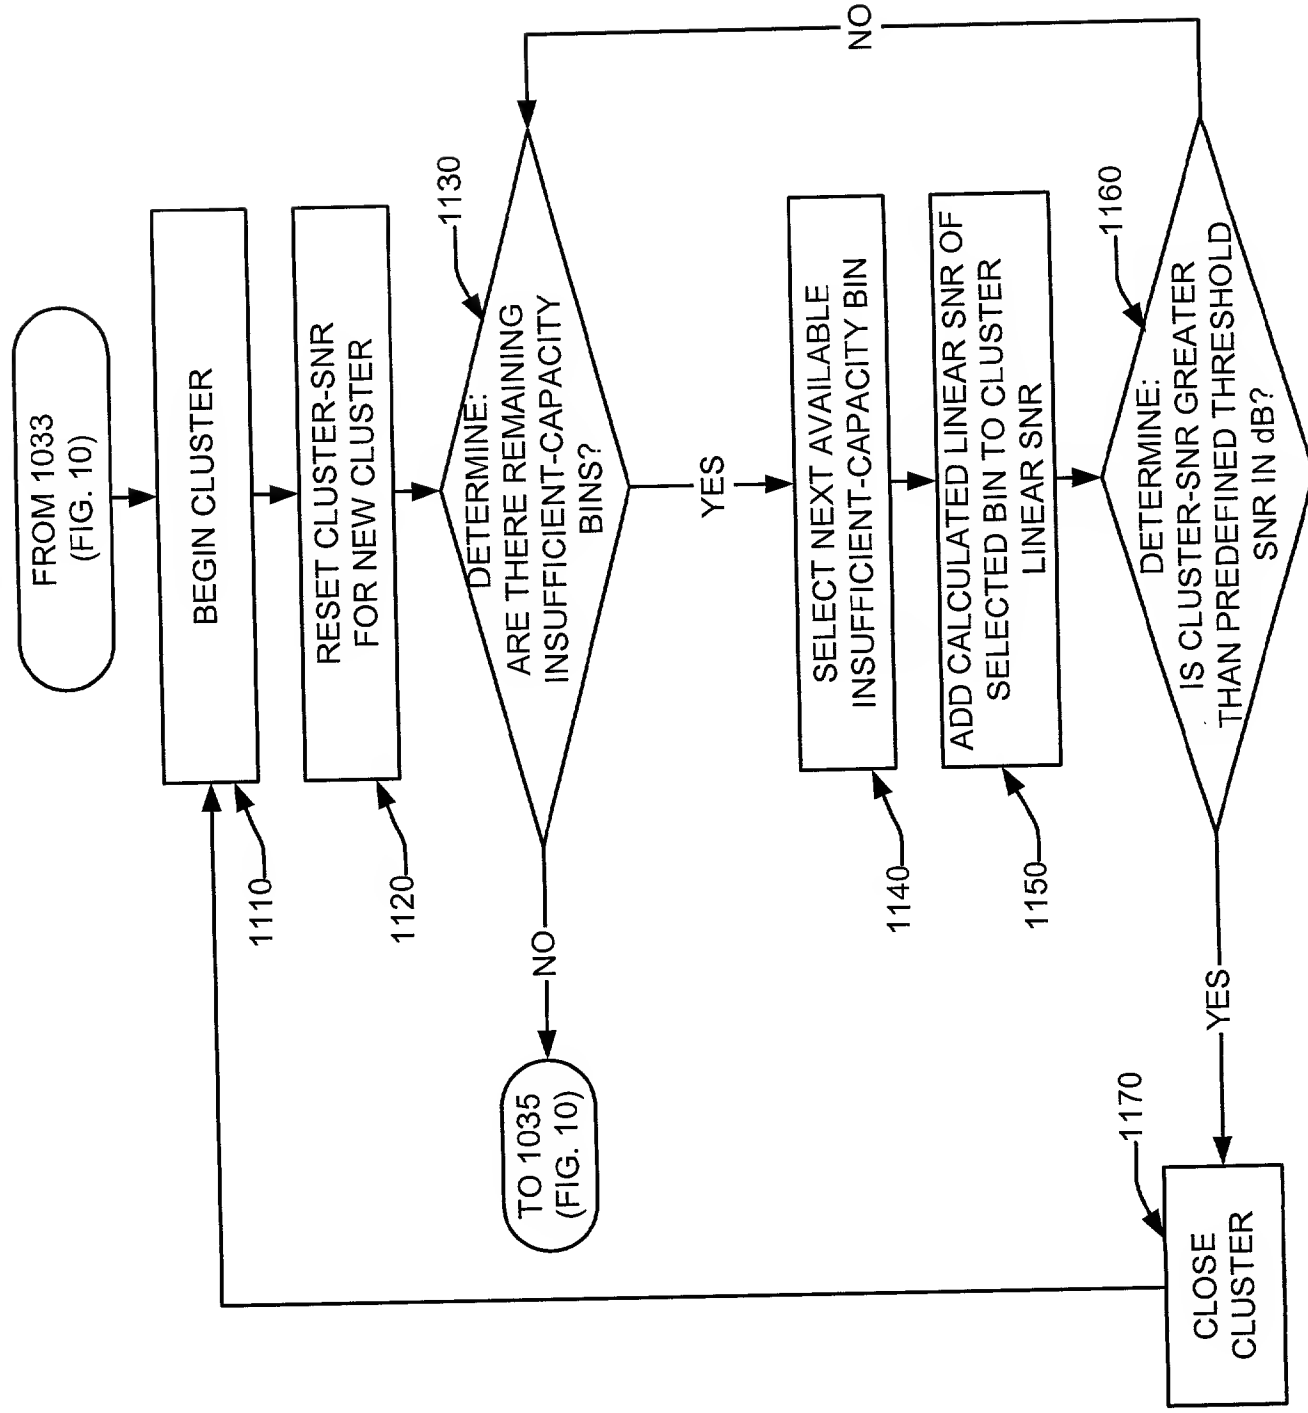 FROM 1033
(FIG. 10)
BEGIN CLUSTER
1110
RESET CLUSTER-SNR
FOR NEW CLUSTER
1120
DETERMINE:
ARE THERE REMAINING
INSUFFICIENT-CAPACITY
BINS?
1130
NO
TO 1035
(FIG. 10)
YES
SELECT NEXT AVAILABLE
INSUFFICIENT-CAPACITY BIN
1140
ADD CALCULATED LINEAR SNR OF
SELECTED BIN TO CLUSTER
LINEAR SNR
1150
DETERMINE:
IS CLUSTER-SNR GREATER
THAN PREDEFINED THRESHOLD
SNR IN dB?
1160
NO
YES
CLOSE
CLUSTER
1170